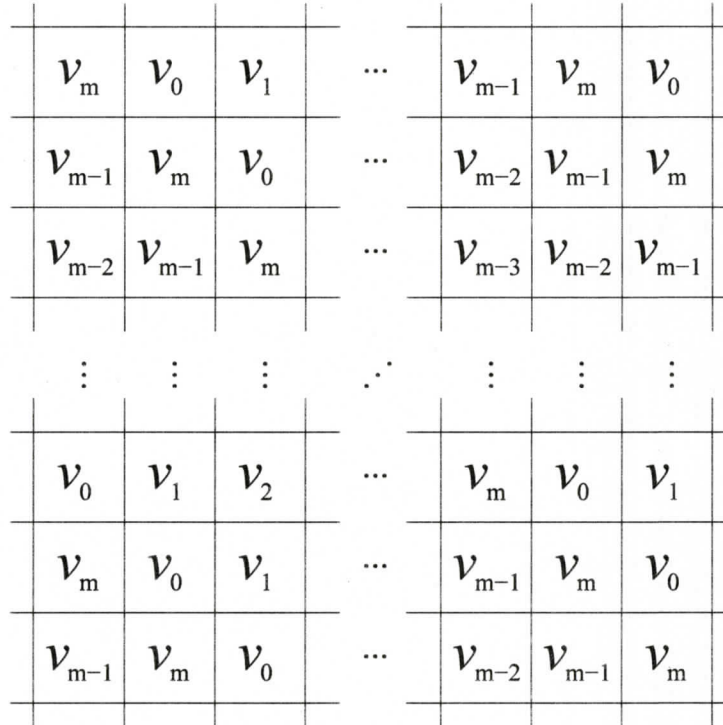 v_m v_0 v_1 ... v_{m-1} v_m v_0
v_{m-1} v_m v_0 ... v_{m-2} v_{m-1} v_m
v_{m-2} v_{m-1} v_m ... v_{m-3} v_{m-2} v_{m-1}
⋮ ⋮ ⋮ ⋰ ⋮ ⋮ ⋮
v_0 v_1 v_2 ... v_m v_0 v_1
v_m v_0 v_1 ... v_{m-1} v_m v_0
v_{m-1} v_m v_0 ... v_{m-2} v_{m-1} v_m